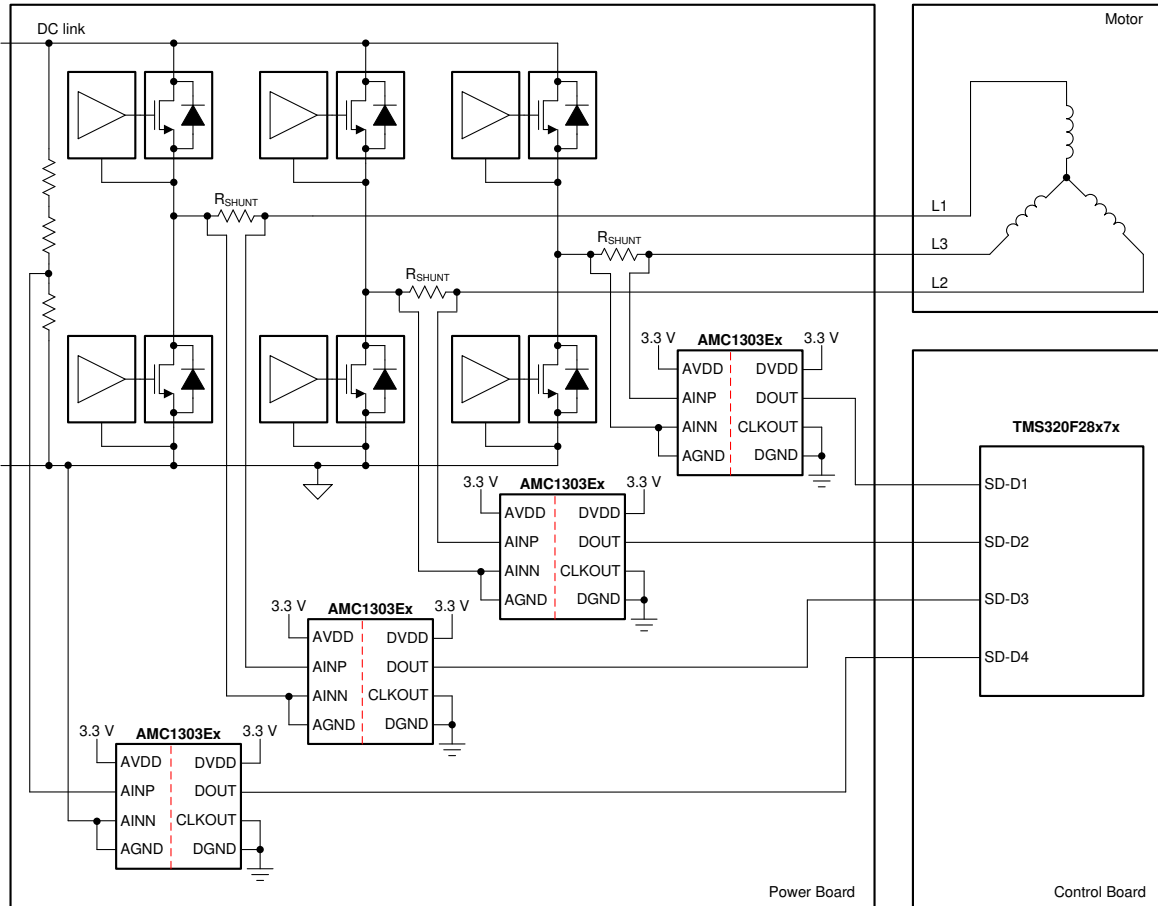 DC link
Motor
R_SHUNT
L1
R_SHUNT
L3
R_SHUNT
L2
AMC1303Ex
3.3 V
3.3 V
AVDD
DVDD
AINP
DOUT
AINN
CLKOUT
AGND
DGND
TMS320F28x7x
SD-D1
SD-D2
SD-D3
SD-D4
AMC1303Ex
3.3 V
3.3 V
AVDD
DVDD
AINP
DOUT
AINN
CLKOUT
AGND
DGND
AMC1303Ex
3.3 V
3.3 V
AVDD
DVDD
AINP
DOUT
AINN
CLKOUT
AGND
DGND
AMC1303Ex
3.3 V
3.3 V
AVDD
DVDD
AINP
DOUT
AINN
CLKOUT
AGND
DGND
Power Board
Control Board